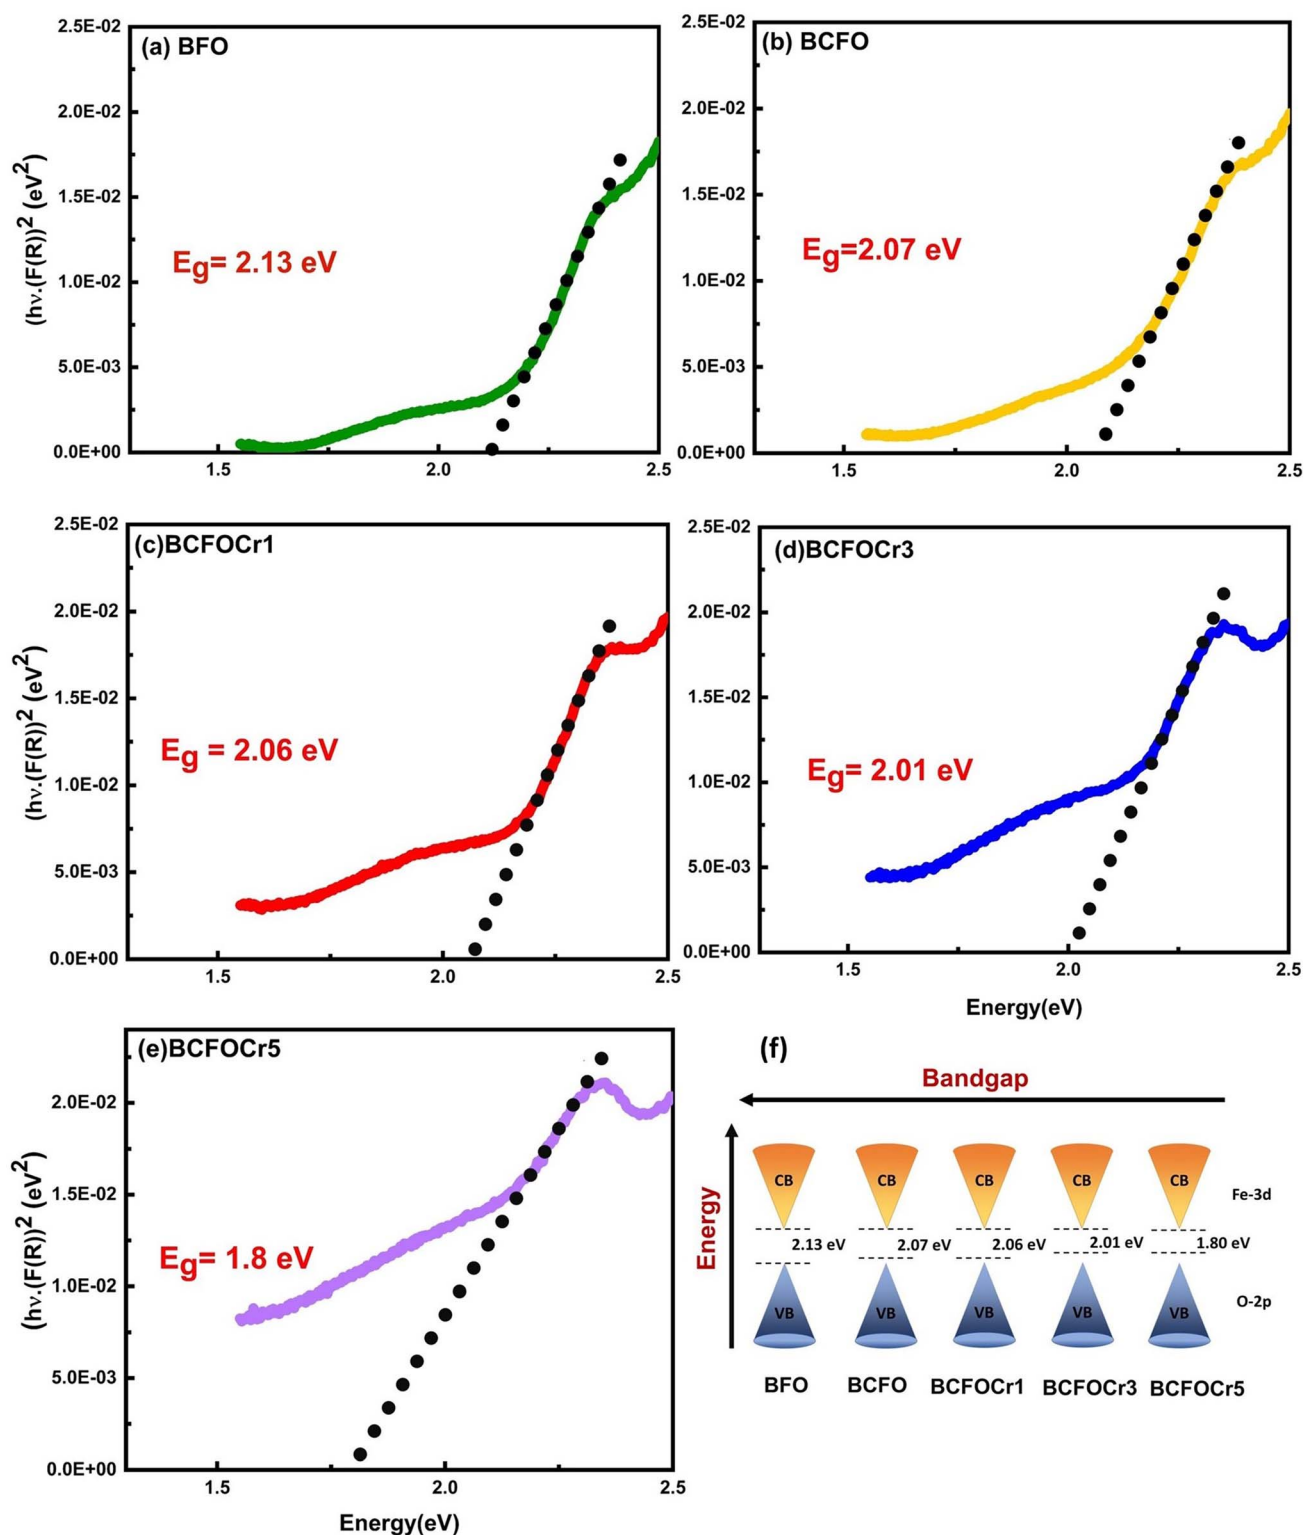 (a) BFO
2.5E-02
2.0E-02
1.5E-02
1.0E-02
5.0E-03
0.0E+00
(hν.(F(R))² (eV²)
Eg= 2.13 eV
1.5
2.0
2.5
(b) BCFO
2.5E-02
2.0E-02
1.5E-02
1.0E-02
5.0E-03
0.0E+00
Eg=2.07 eV
1.5
2.0
2.5
(c)BCFOCr1
2.5E-02
2.0E-02
1.5E-02
1.0E-02
5.0E-03
0.0E+00
(hν.(F(R))² (eV²)
Eg = 2.06 eV
1.5
2.0
2.5
(d)BCFOCr3
2.5E-02
2.0E-02
1.5E-02
1.0E-02
5.0E-03
0.0E+00
Eg= 2.01 eV
1.5
2.0
2.5
Energy(eV)
(e)BCFOCr5
2.0E-02
1.5E-02
1.0E-02
5.0E-03
0.0E+00
(hν.(F(R))² (eV²)
Eg= 1.8 eV
1.5
2.0
2.5
Energy(eV)
(f)
Bandgap
Energy
CB CB CB CB CB
Fe-3d
2.13 eV 2.07 eV 2.06 eV 2.01 eV 1.80 eV
VB VB VB VB VB
O-2p
BFO BCFO BCFOCr1 BCFOCr3 BCFOCr5